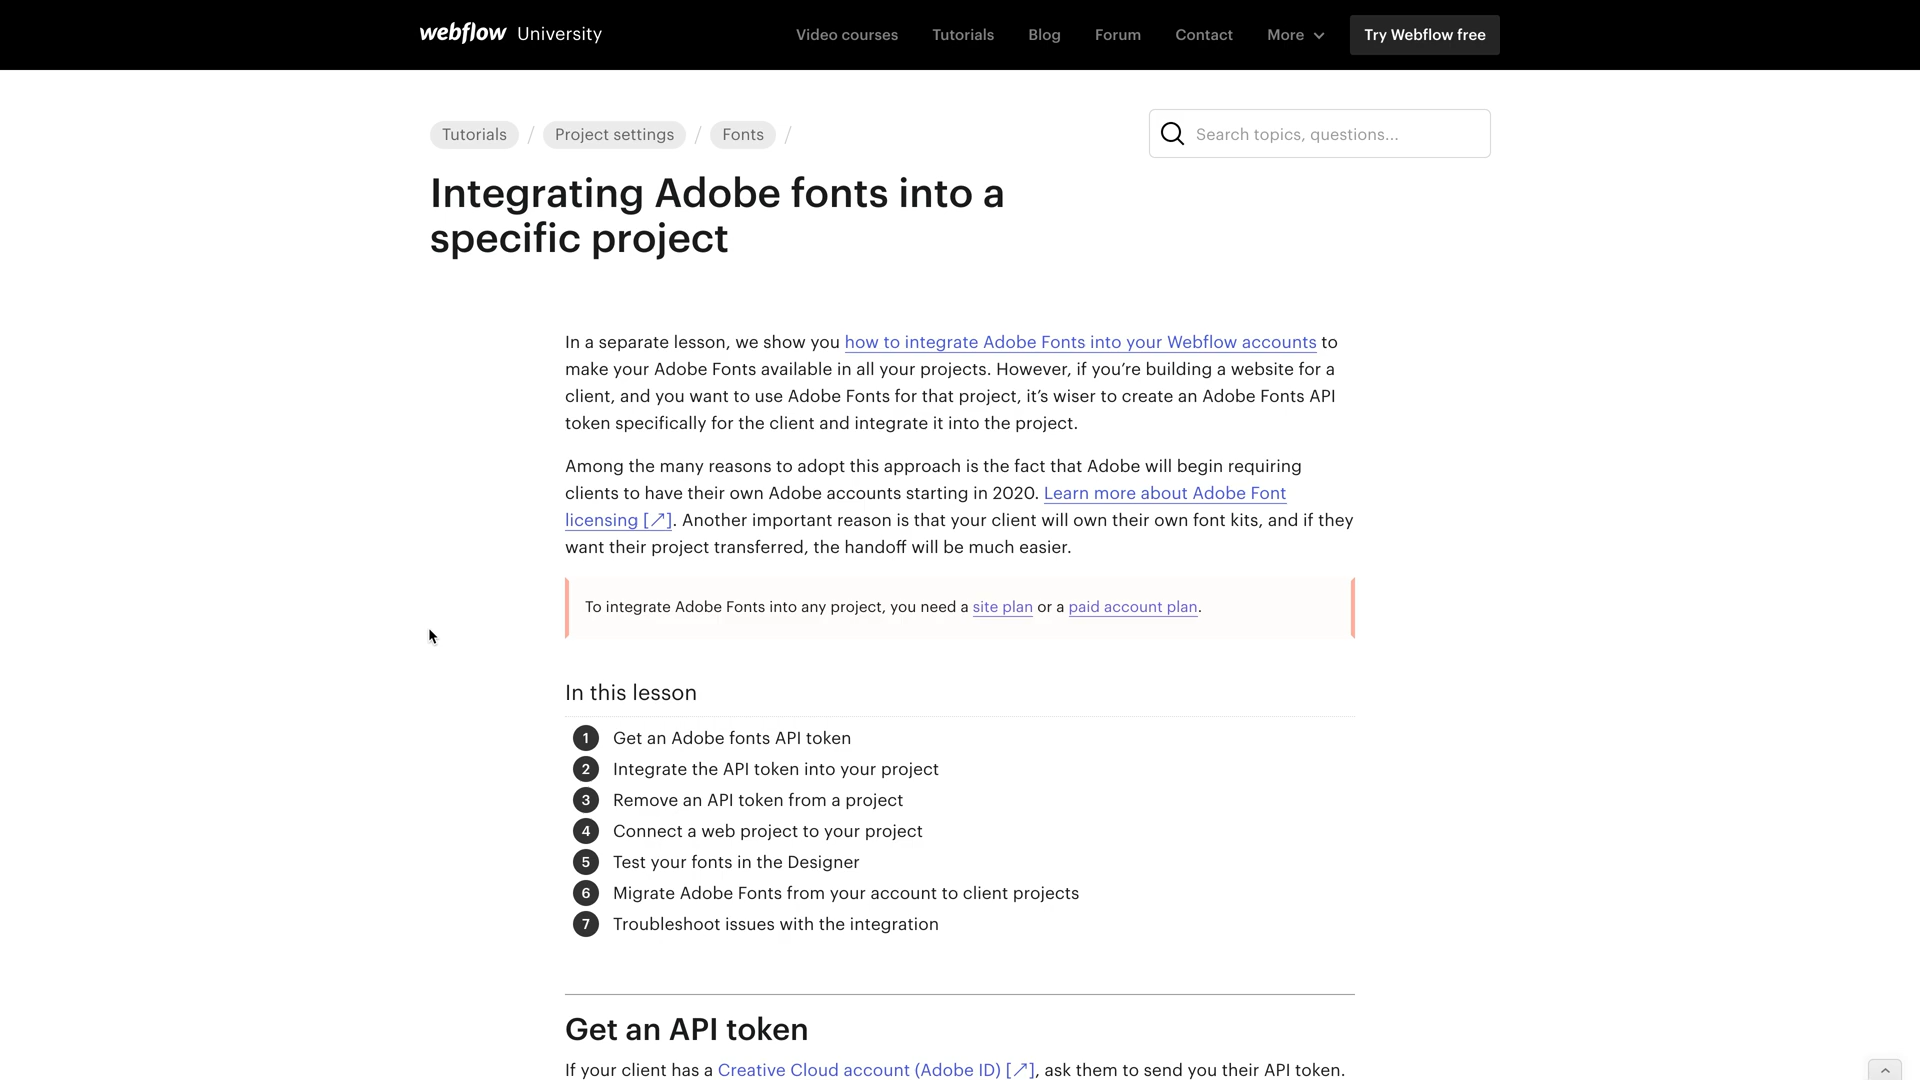 webflow University
Video courses
Tutorials
Blog
Forum
Contact
More
Try Webflow free
Tutorials / Project settings / Fonts /
Search topics, questions...
Integrating Adobe fonts into a
specific project
In a separate lesson, we show you how to integrate Adobe Fonts into your Webflow accounts to
make your Adobe Fonts available in all your projects. However, if you’re building a website for a
client, and you want to use Adobe Fonts for that project, it’s wiser to create an Adobe Fonts API
token specifically for the client and integrate it into the project.
Among the many reasons to adopt this approach is the fact that Adobe will begin requiring
clients to have their own Adobe accounts starting in 2020. Learn more about Adobe Font
licensing [↗]. Another important reason is that your client will own their own font kits, and if they
want their project transferred, the handoff will be much easier.
To integrate Adobe Fonts into any project, you need a site plan or a paid account plan.
In this lesson
1 Get an Adobe fonts API token
2 Integrate the API token into your project
3 Remove an API token from a project
4 Connect a web project to your project
5 Test your fonts in the Designer
6 Migrate Adobe Fonts from your account to client projects
7 Troubleshoot issues with the integration
Get an API token
If your client has a Creative Cloud account (Adobe ID) [↗], ask them to send you their API token.